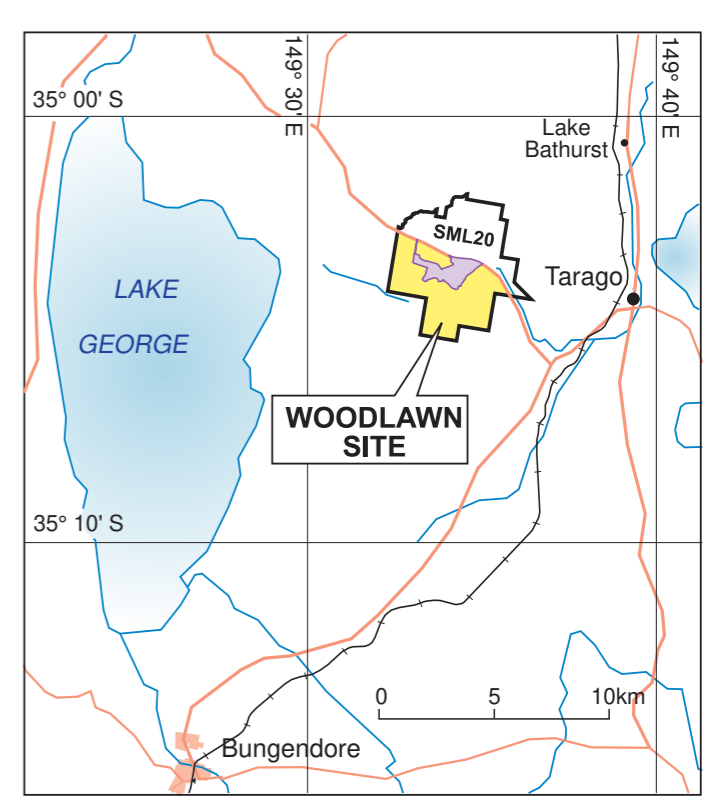 149° 30' E
149° 40' E
35° 00' S
Lake
Bathurst
SML20
Tarago
LAKE
GEORGE
WOODLAWN
SITE
35° 10' S
0 5 10km
Bungendore